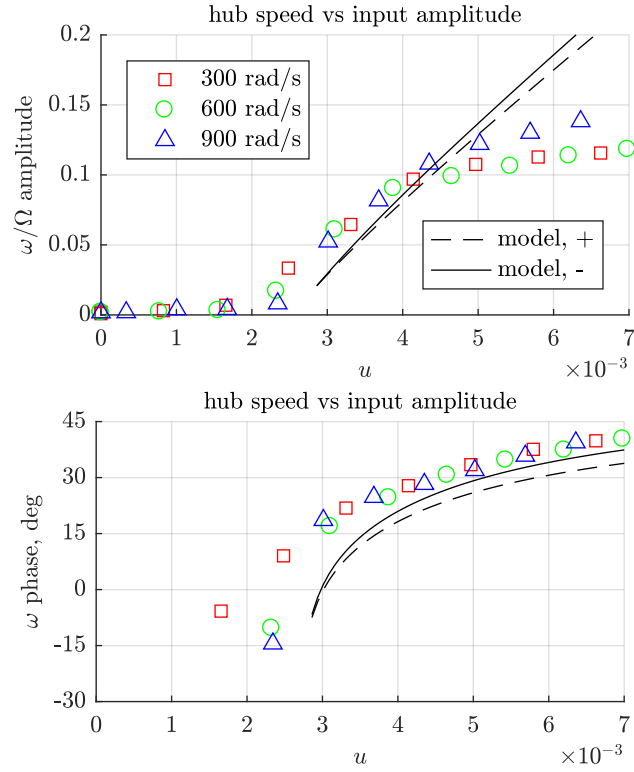 hub speed vs input amplitude
0.2
0.15
0.1
0.05
0
ω/Ω amplitude
300 rad/s
600 rad/s
900 rad/s
model, +
model, -
0 1 2 3 4 5 6 7
u
×10⁻³
hub speed vs input amplitude
45
30
15
0
-15
-30
ω phase, deg
0 1 2 3 4 5 6 7
u
×10⁻³